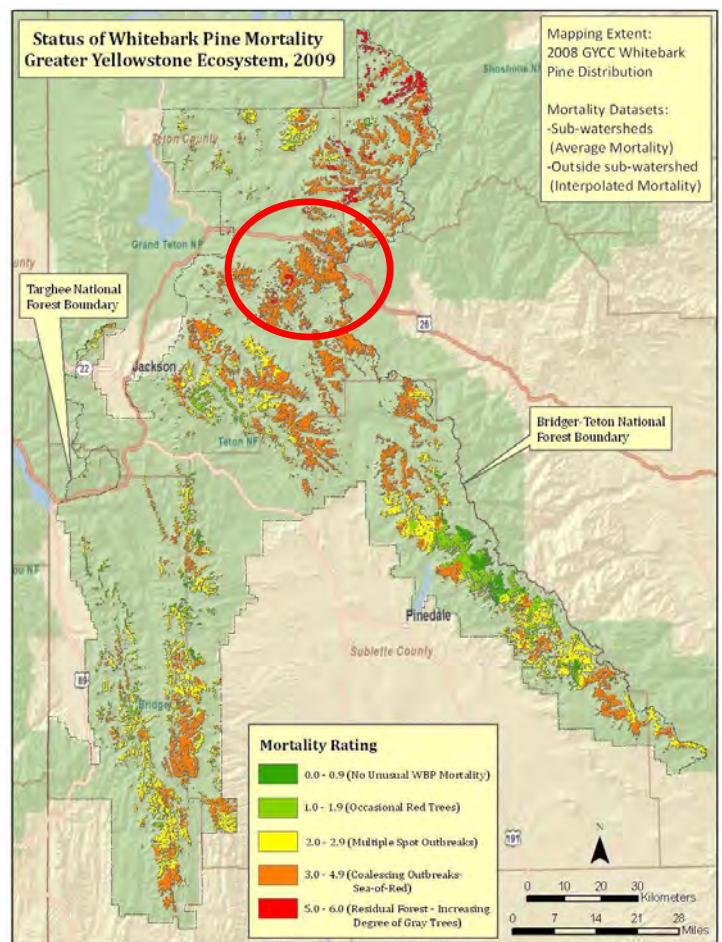 Status of Whitebark Pine Mortality
Greater Yellowstone Ecosystem, 2009
Mapping Extent:
2008 GYCC Whitebark
Pine Distribution
Mortality Datasets:
-Sub-watersheds
(Average Mortality)
-Outside sub-watershed
(Interpolated Mortality)
Shoshone NF
Teton County
Grand Teton NP
unty
Targhee National
Forest Boundary
26
22
Jackson
Bridger-Teton National
Forest Boundary
Teton NF
ou NF
Pinedale
Sublette County
89
Bridger
191
Mortality Rating
0.0 - 0.9 (No Unusual WBP Mortality)
1.0 - 1.9 (Occasional Red Trees)
2.0 - 2.9 (Multiple Spot Outbreaks)
3.0 - 4.9 (Coalescing Outbreaks-
Sea-of-Red)
5.0 - 6.0 (Residual Forest - Increasing
Degree of Gray Trees)
N
0 10 20 30
Kilometers
0 7 14 21 28
Miles